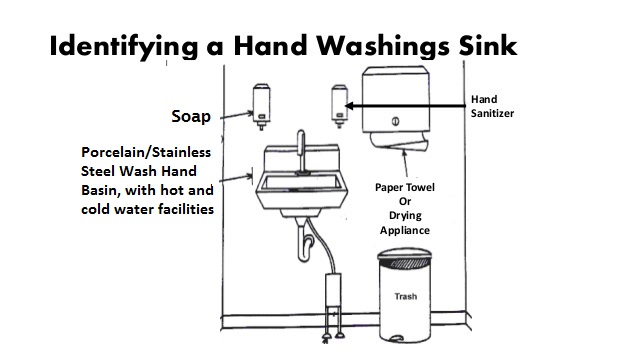 Identifying a Hand Washings Sink
Soap
Hand
Sanitizer
Porcelain/Stainless
Steel Wash Hand
Basin, with hot and
cold water facilities
Paper Towel
Or
Drying
Appliance
Trash